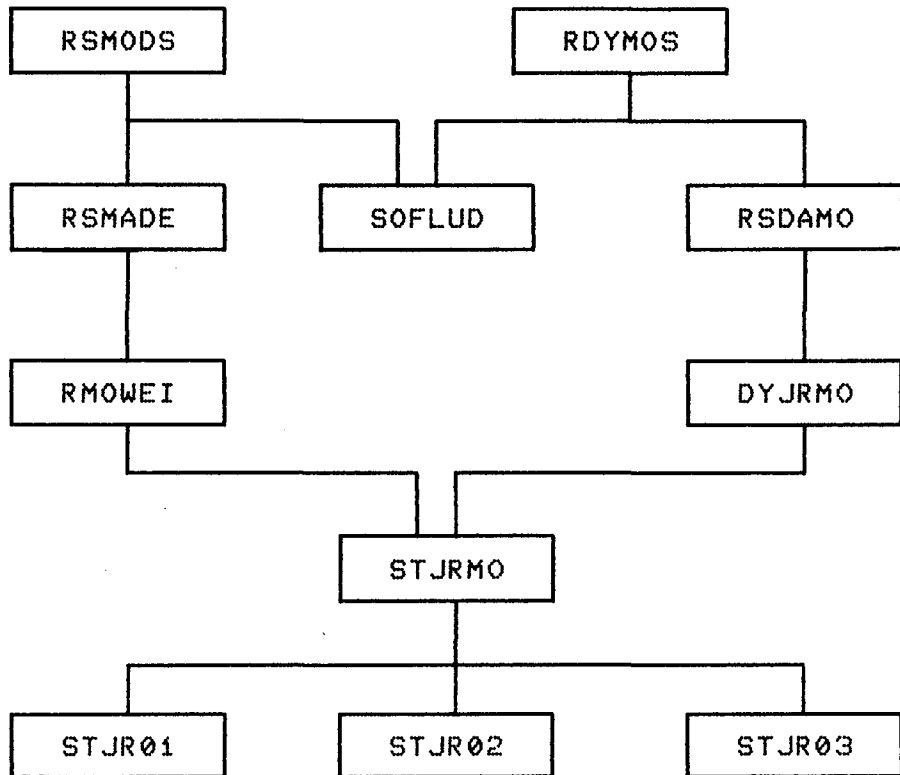 RSMODS
RDYMOS
RSMADE
SOFLUD
RSDAMO
RMOWEI
DYJRMO
STJRMO
STJR01
STJR02
STJR03